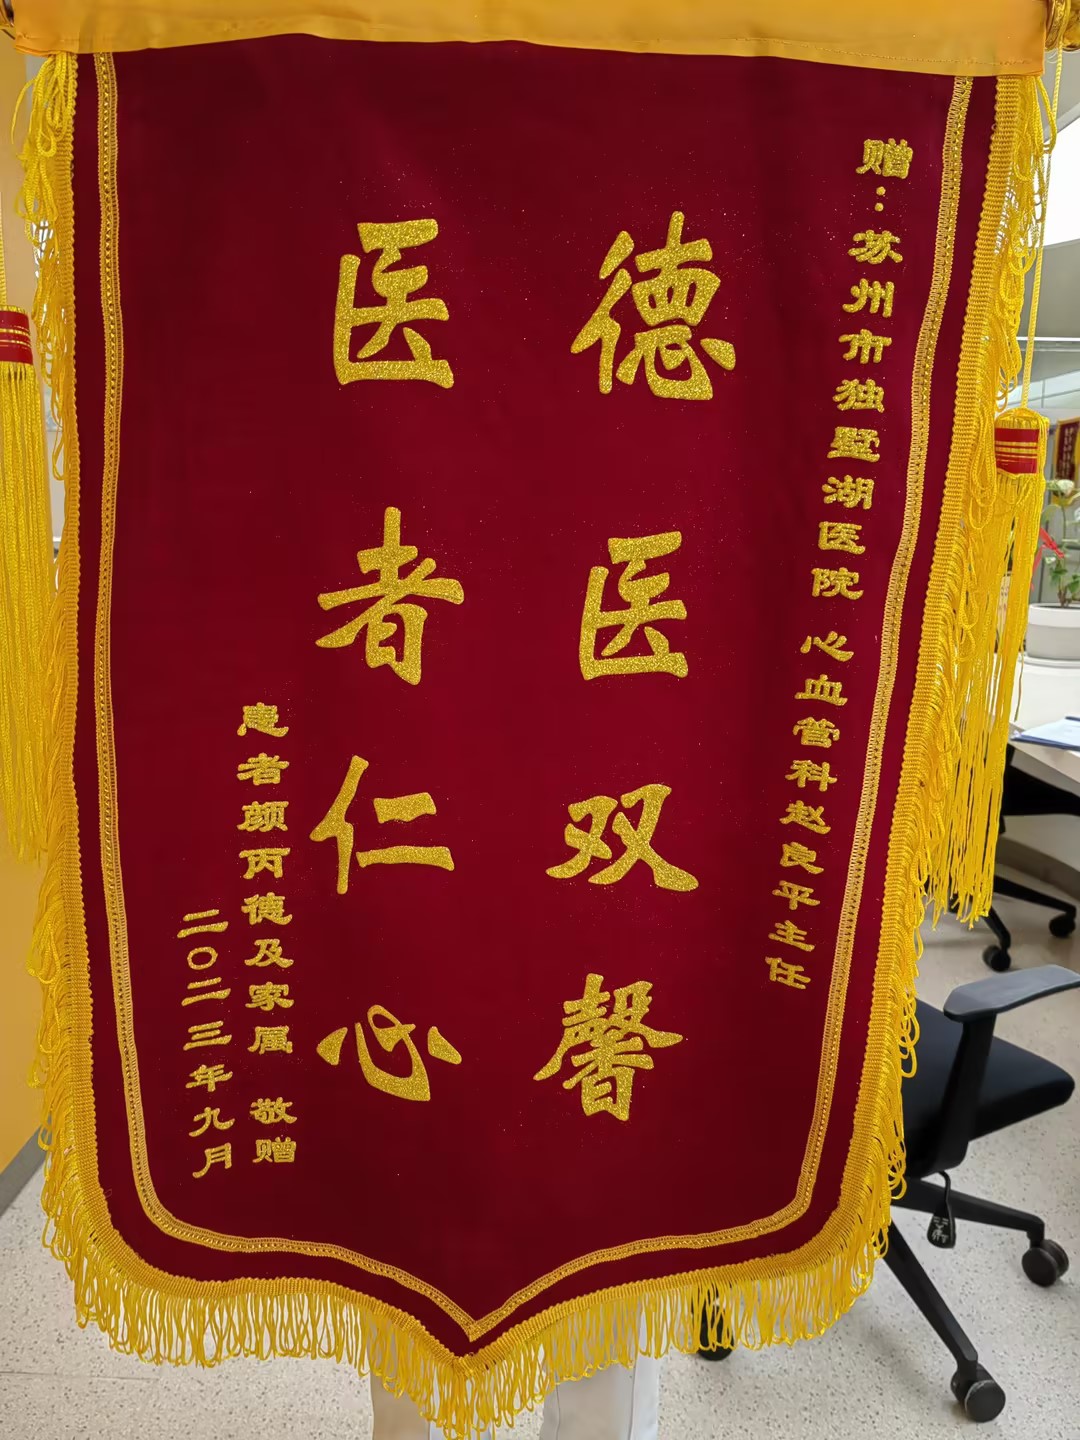 赠：苏州市独墅湖医院 心血管科赵良平主任
德医双馨
医者仁心
患者颜丙德及家属 敬赠
二〇二三年九月